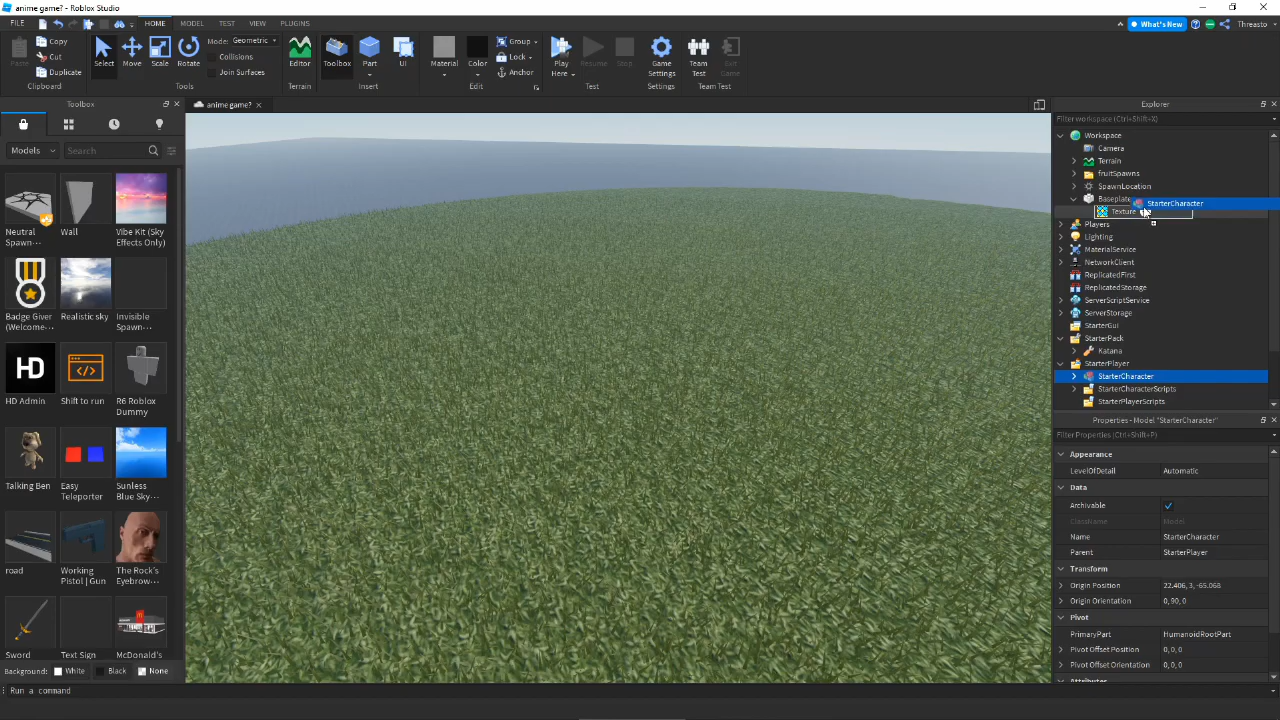 anime game? - Roblox Studio
FILE
HOME
MODEL
TEST
VIEW
PLUGINS
What's New
Threasto
Paste
Copy
Cut
Duplicate
Clipboard
Select
Move
Scale
Rotate
Mode: Geometric
Collisions
Join Surfaces
Tools
Editor
Terrain
Toolbox
Part
UI
Insert
Material
Color
Group
Lock
Anchor
Edit
Play
Here
Resume
Stop
Test
Game
Settings
Settings
Team
Test
Exit
Game
Team Test
Toolbox
anime game?
Models
Search
Neutral
Spawn...
Wall
Vibe Kit (Sky
Effects Only)
Badge Giver
(Welcome...
Realistic sky
Invisible
Spawn...
HD
HD Admin
Shift to run
R6 Roblox
Dummy
Talking Ben
Easy
Teleporter
Sunless
Blue Sky...
road
Working
Pistol | Gun
The Rock's
Eyebrow...
Sword
Text Sign
McDonald's
Background:
White
Black
None
Run a command
Explorer
Filter workspace (Ctrl+Shift+X)
Workspace
Camera
Terrain
fruitSpawns
SpawnLocation
Baseplate
StarterCharacter
Texture
Players
Lighting
MaterialService
NetworkClient
ReplicatedFirst
ReplicatedStorage
ServerScriptService
ServerStorage
StarterGui
StarterPack
Katana
StarterPlayer
StarterCharacter
StarterCharacterScripts
StarterPlayerScripts
Properties - Model "StarterCharacter"
Filter Properties (Ctrl+Shift+P)
Appearance
LevelOfDetail Automatic
Data
Archivable
ClassName Model
Name StarterCharacter
Parent StarterPlayer
Transform
Origin Position 22.406, 3, -65.068
Origin Orientation 0, 90, 0
Pivot
PrimaryPart HumanoidRootPart
Pivot Offset Position 0, 0, 0
Pivot Offset Orientation 0, 0, 0
Attributes